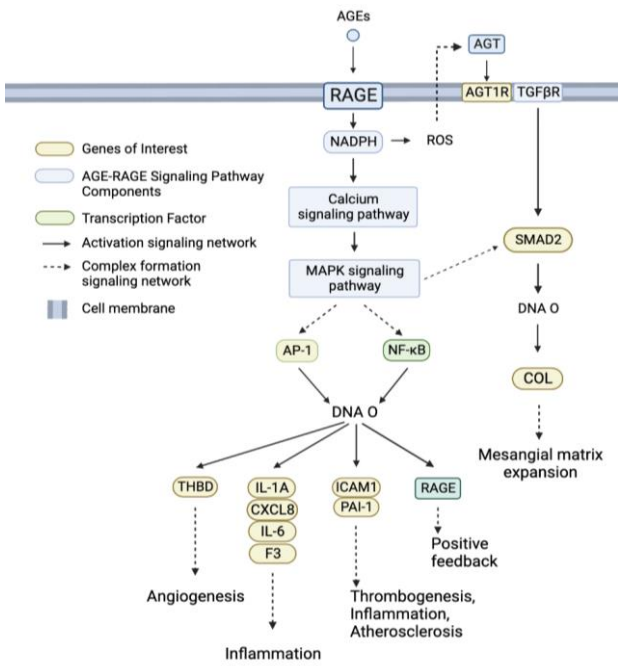 AGEs
AGT
RAGE
AGT1R TGFβR
NADPH
ROS
Genes of Interest
AGE-RAGE Signaling Pathway
Components
Transcription Factor
Activation signaling network
Complex formation
signaling network
Cell membrane
Calcium
signaling pathway
MAPK signaling
pathway
SMAD2
DNA O
COL
Mesangial matrix
expansion
AP-1
NF-κB
DNA O
THBD
IL-1A
CXCL8
IL-6
F3
ICAM1
PAI-1
RAGE
Positive
feedback
Angiogenesis
Thrombogenesis,
Inflammation,
Atherosclerosis
Inflammation